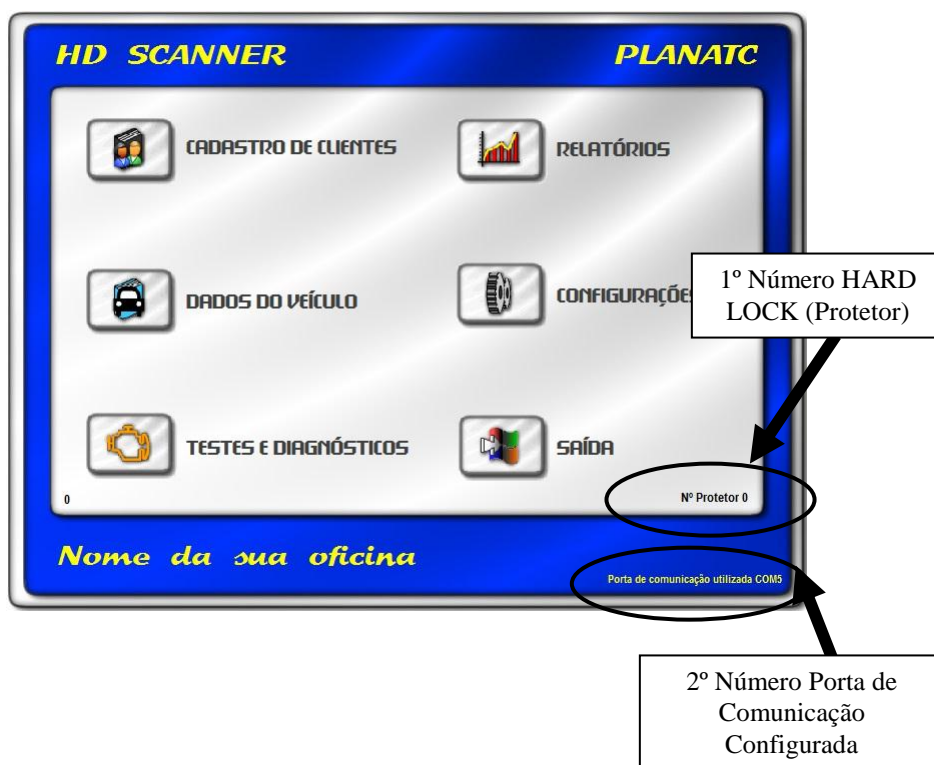 HD SCANNER
PLANATC
CADASTRO DE CLIENTES
RELATÓRIOS
DADOS DO VEÍCULO
CONFIGURAÇÕE
1º Número HARD
LOCK (Protetor)
TESTES E DIAGNÓSTICOS
SAÍDA
0
Nº Protetor 0
Nome da sua oficina
Porta de comunicação utilizada COM5
2º Número Porta de
Comunicação
Configurada